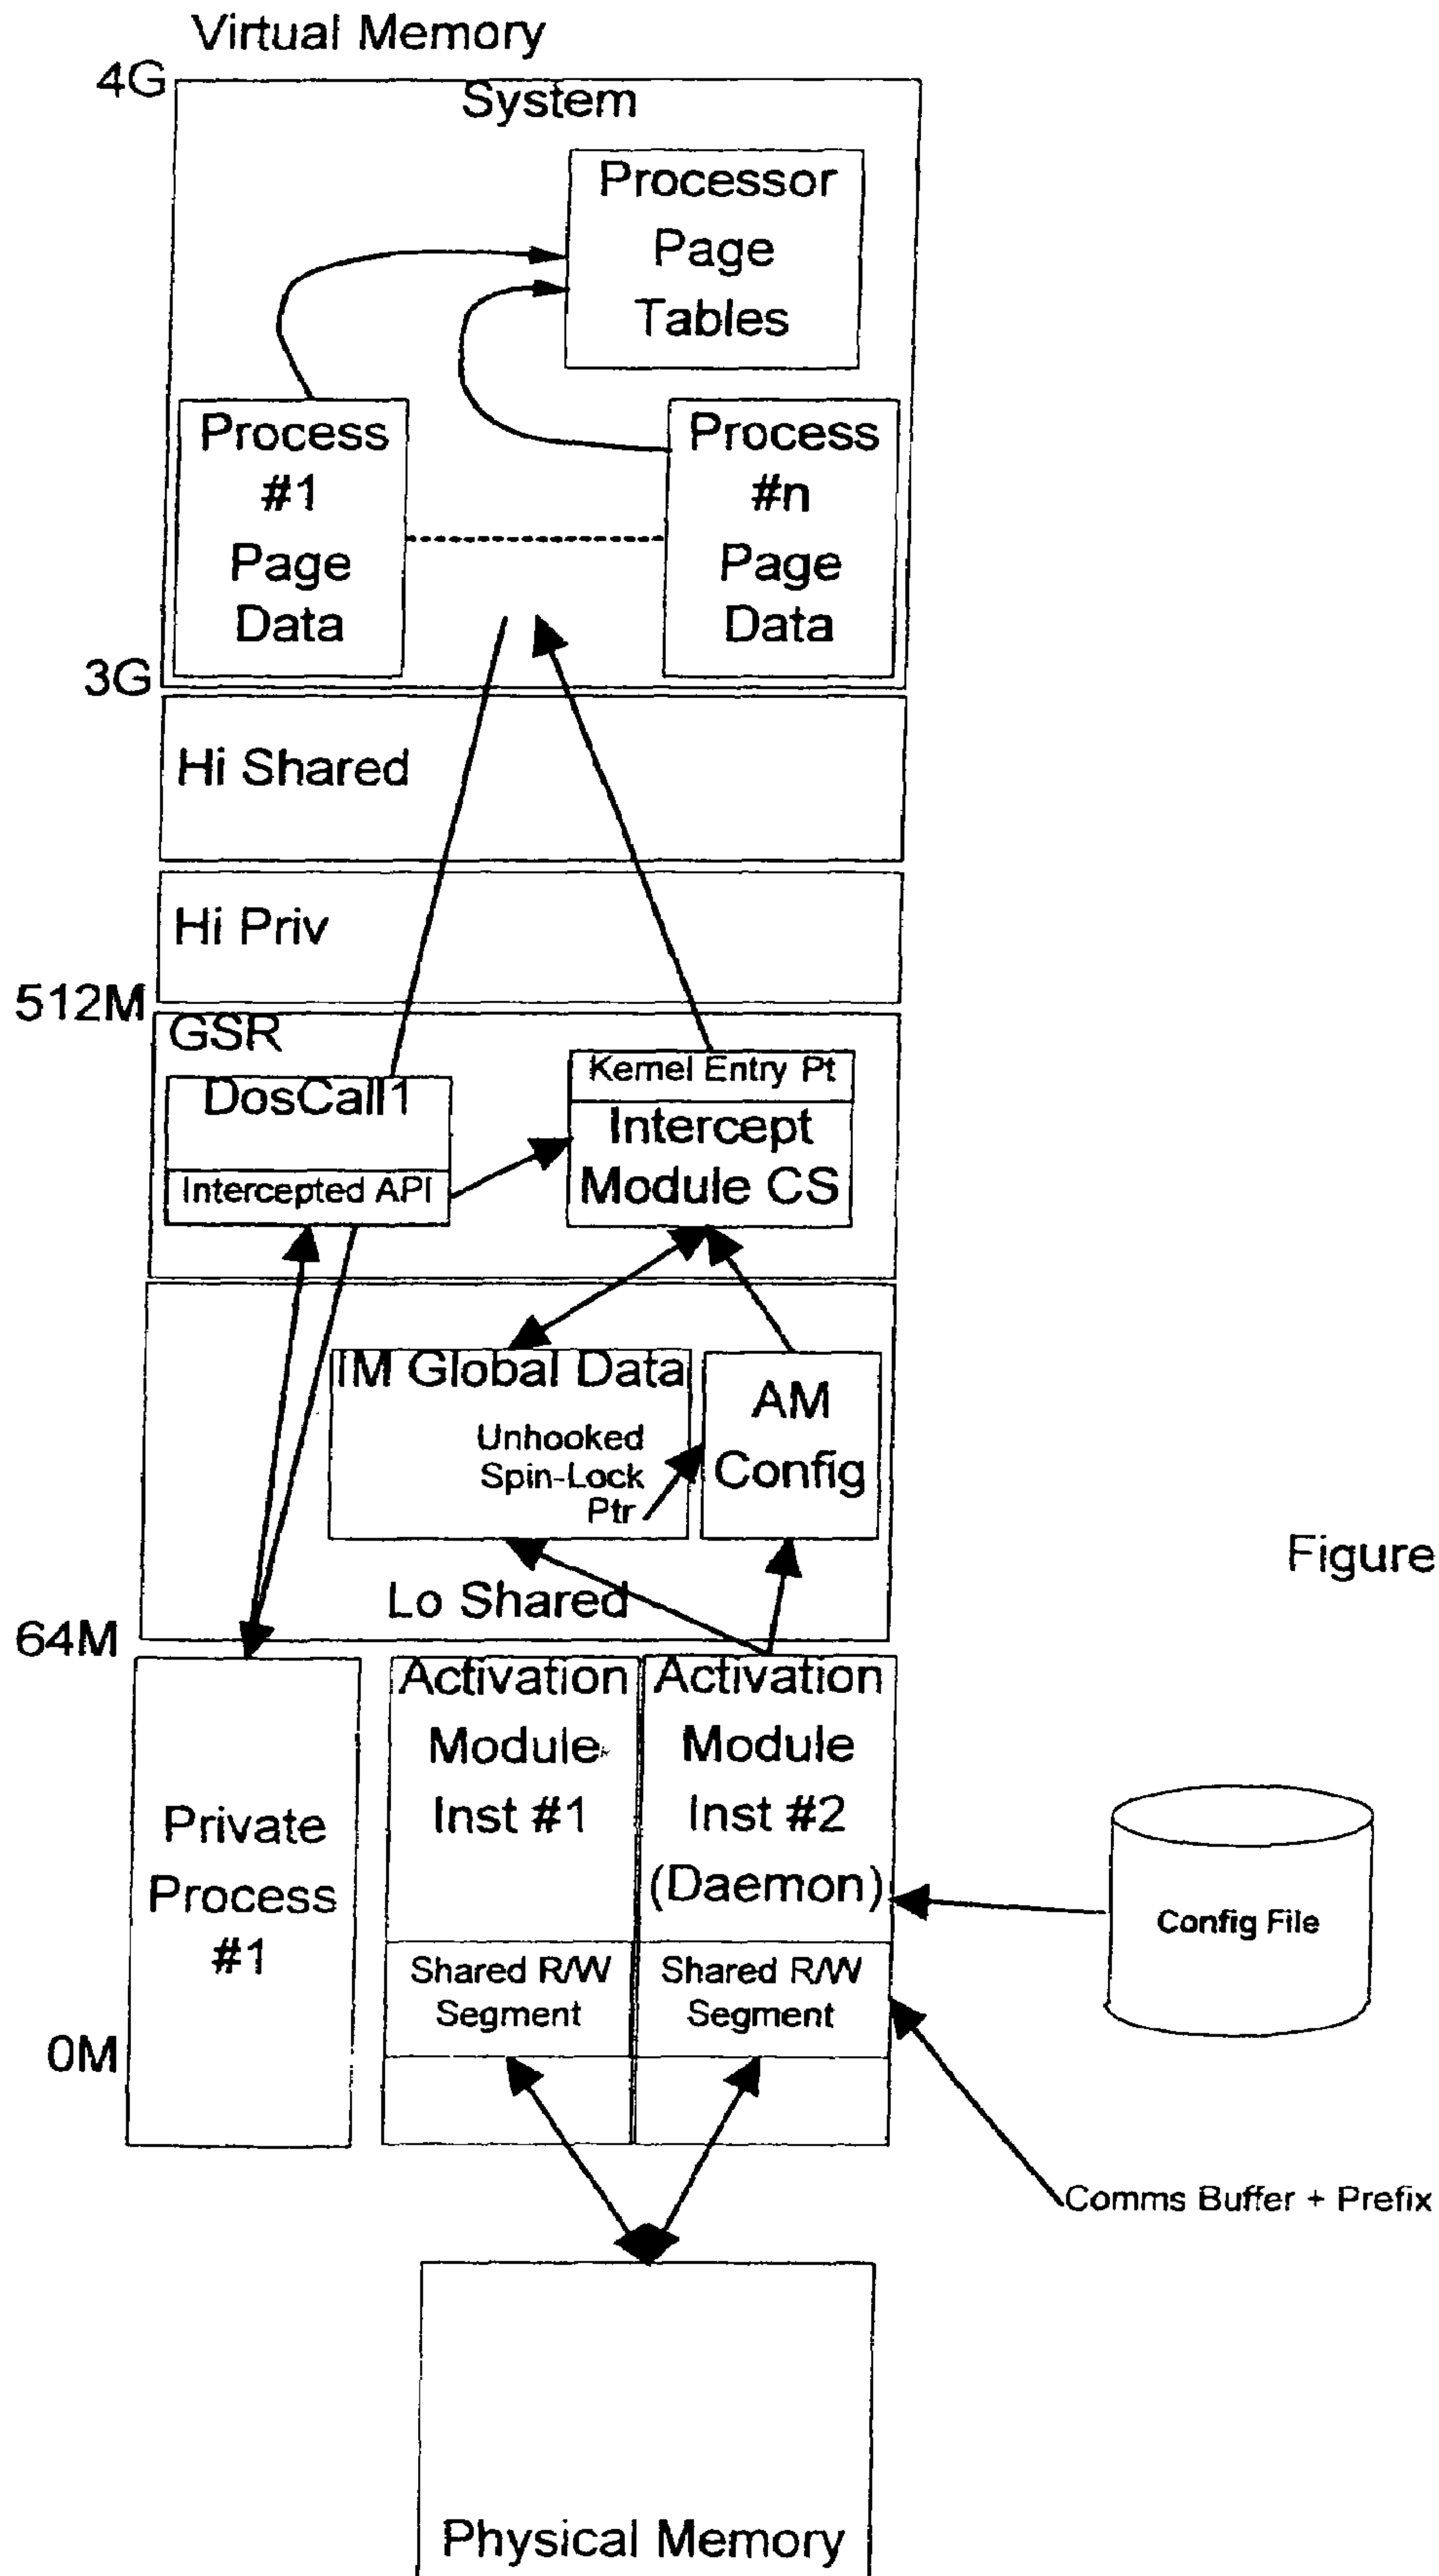 Virtual Memory
4G
System
Processor
Page
Tables
Process
#1
Page
Data
Process
#n
Page
Data
3G
Hi Shared
Hi Priv
512M
GSR
DosCall1
Intercepted API
Kernel Entry Pt
Intercept
Module CS
IM Global Data
Unhooked
Spin-Lock
Ptr
AM
Config
Lo Shared
Figure
64M
Private
Process
#1
Activation
Module
Inst #1
Shared R/W
Segment
Activation
Module
Inst #2
(Daemon)
Shared R/W
Segment
Config File
0M
Comms Buffer + Prefix
Physical Memory